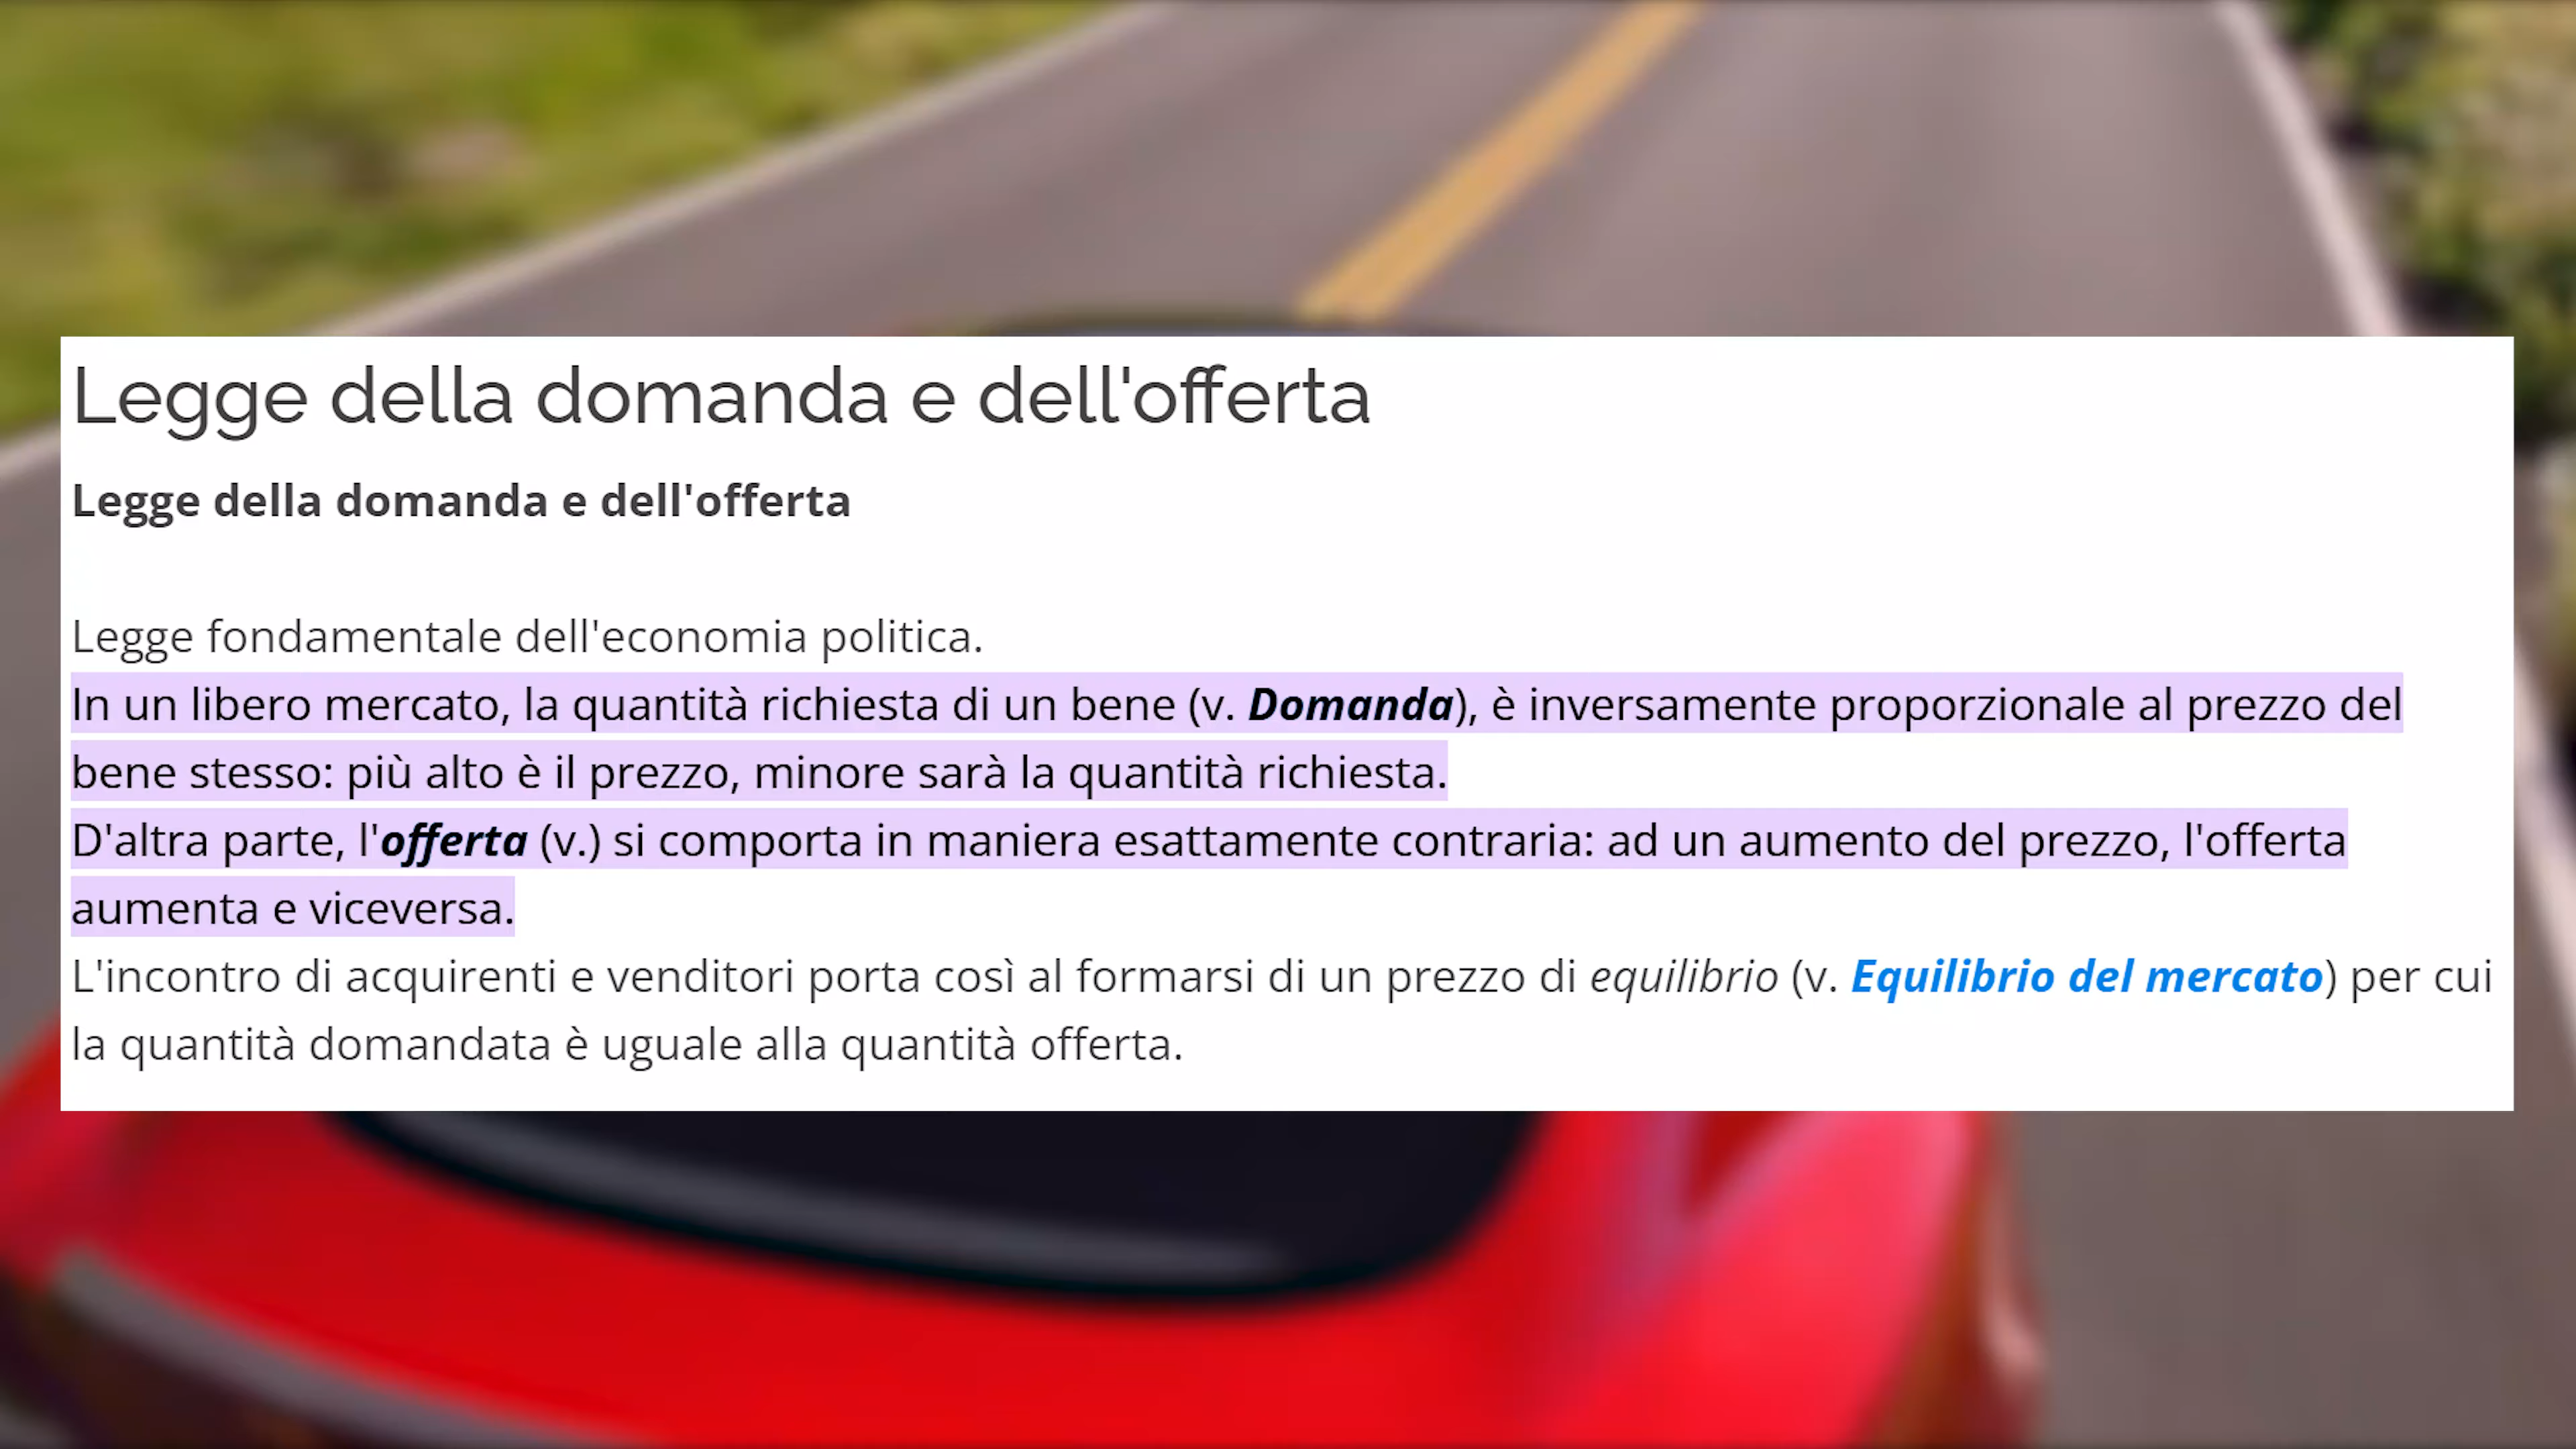 Legge della domanda e dell'offerta
Legge della domanda e dell'offerta
Legge fondamentale dell'economia politica.
In un libero mercato, la quantità richiesta di un bene (v. Domanda), è inversamente proporzionale al prezzo del
bene stesso: più alto è il prezzo, minore sarà la quantità richiesta.
D'altra parte, l'offerta (v.) si comporta in maniera esattamente contraria: ad un aumento del prezzo, l'offerta
aumenta e viceversa.
L'incontro di acquirenti e venditori porta così al formarsi di un prezzo di equilibrio (v. Equilibrio del mercato) per cui
la quantità domandata è uguale alla quantità offerta.